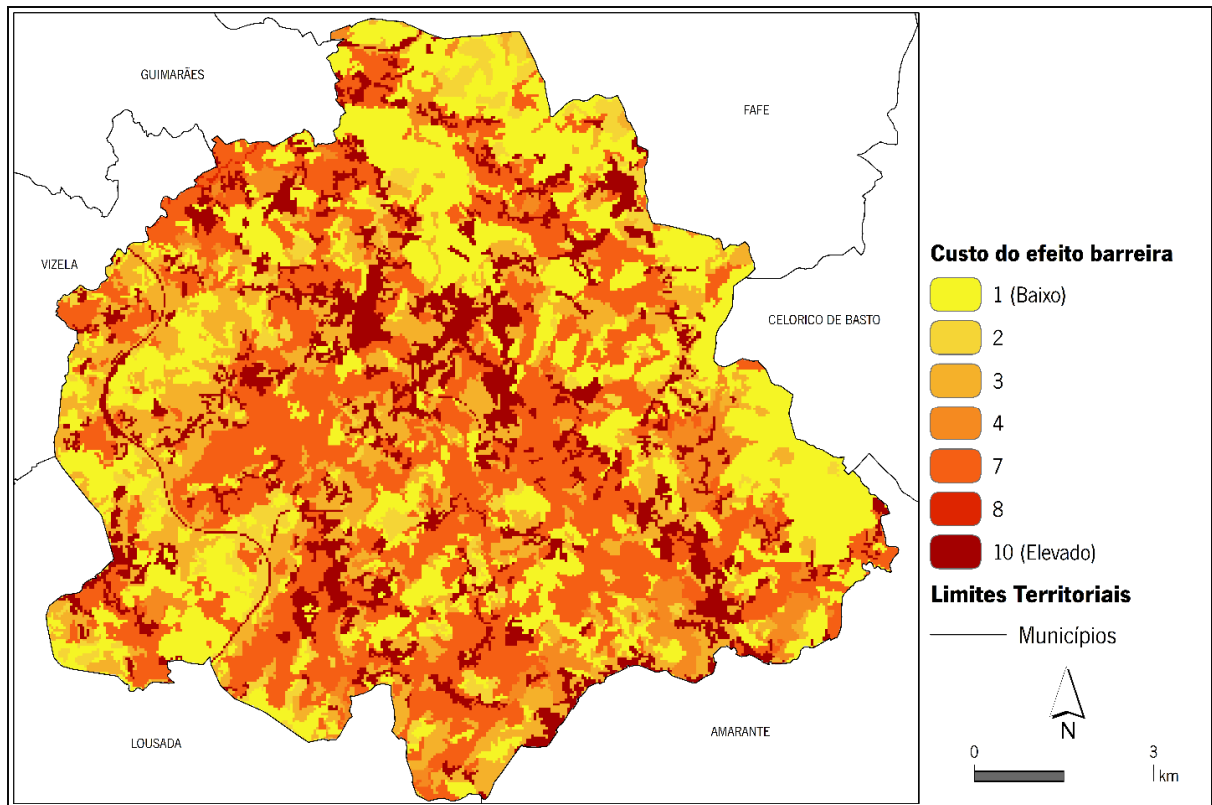 GUIMARÃES
FAFE
VIZELA
CELORICO DE BASTO
LOUSADA
AMARANTE
Custo do efeito barreira
1 (Baixo)
2
3
4
7
8
10 (Elevado)
Limites Territoriais
Municípios
N
0 3
km